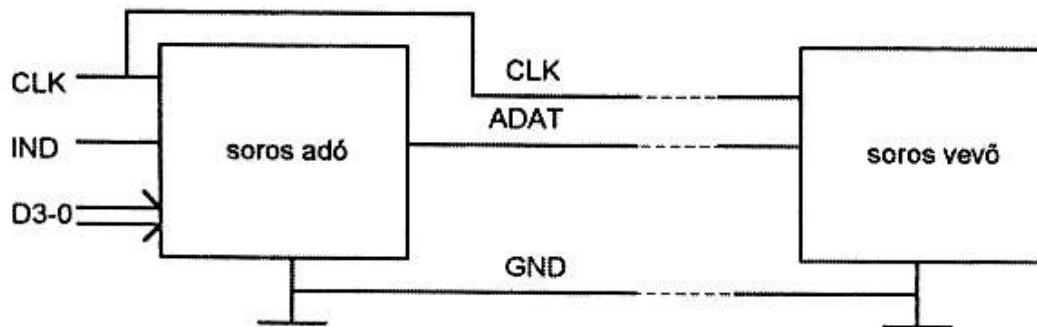 CLK
CLK
ADAT
IND
soros adó
soros vevő
D3-0
GND